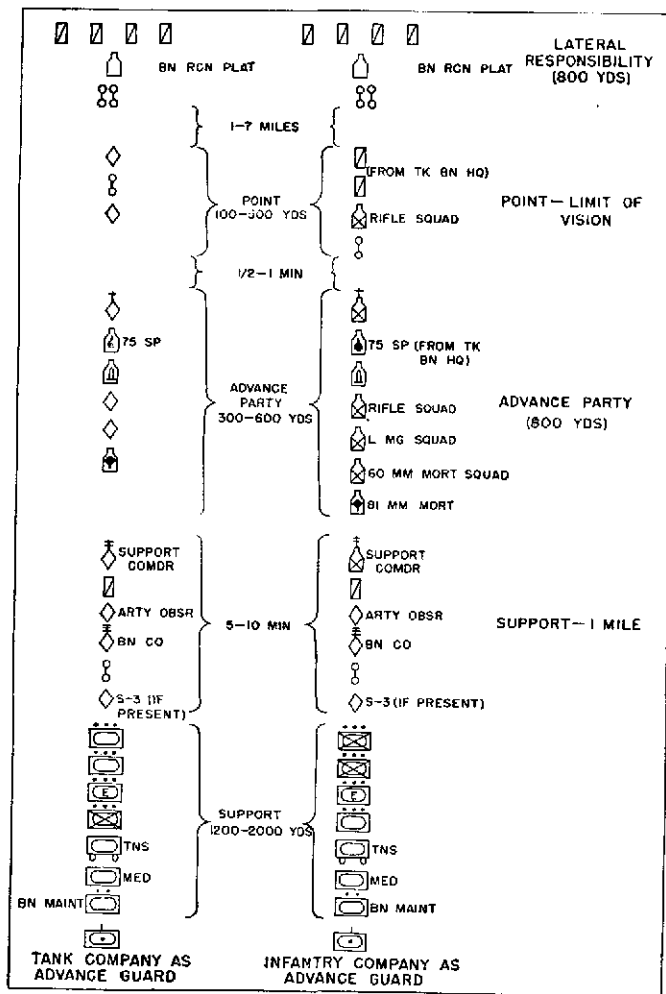 BN RCN PLAT
BN RCN PLAT
LATERAL
RESPONSIBILITY
(800 YDS)
1-7 MILES
(FROM TK BN HQ)
POINT
RIFLE SQUAD
POINT — LIMIT OF
VISION
1/2-1 MIN
75 SP
75 SP (FROM TK
BN HQ)
ADVANCE
PARTY
300-600 YDS
RIFLE SQUAD
L MG SQUAD
60 MM MORT SQUAD
81 MM MORT
ADVANCE PARTY
(800 YDS)
SUPPORT
COMDR
SUPPORT
COMDR
ARTY OBSR
5-10 MIN
ARTY OBSR
SUPPORT — 1 MILE
BN CO
BN CO
S-3 (IF
PRESENT)
S-3 (IF PRESENT)
E
E
SUPPORT
1200-2000 YDS
TNS
TNS
MED
MED
BN MAINT
BN MAINT
TANK COMPANY AS
ADVANCE GUARD
INFANTRY COMPANY AS
ADVANCE GUARD